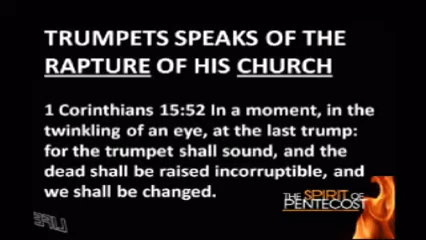 TRUMPETS SPEAKS OF THE
RAPTURE OF HIS CHURCH
1 Corinthians 15:52 In a moment, in the
twinkling of an eye, at the last trump:
for the trumpet shall sound, and the
dead shall be raised incorruptible, and
we shall be changed.
THE SPIRIT OF
PENTECOST